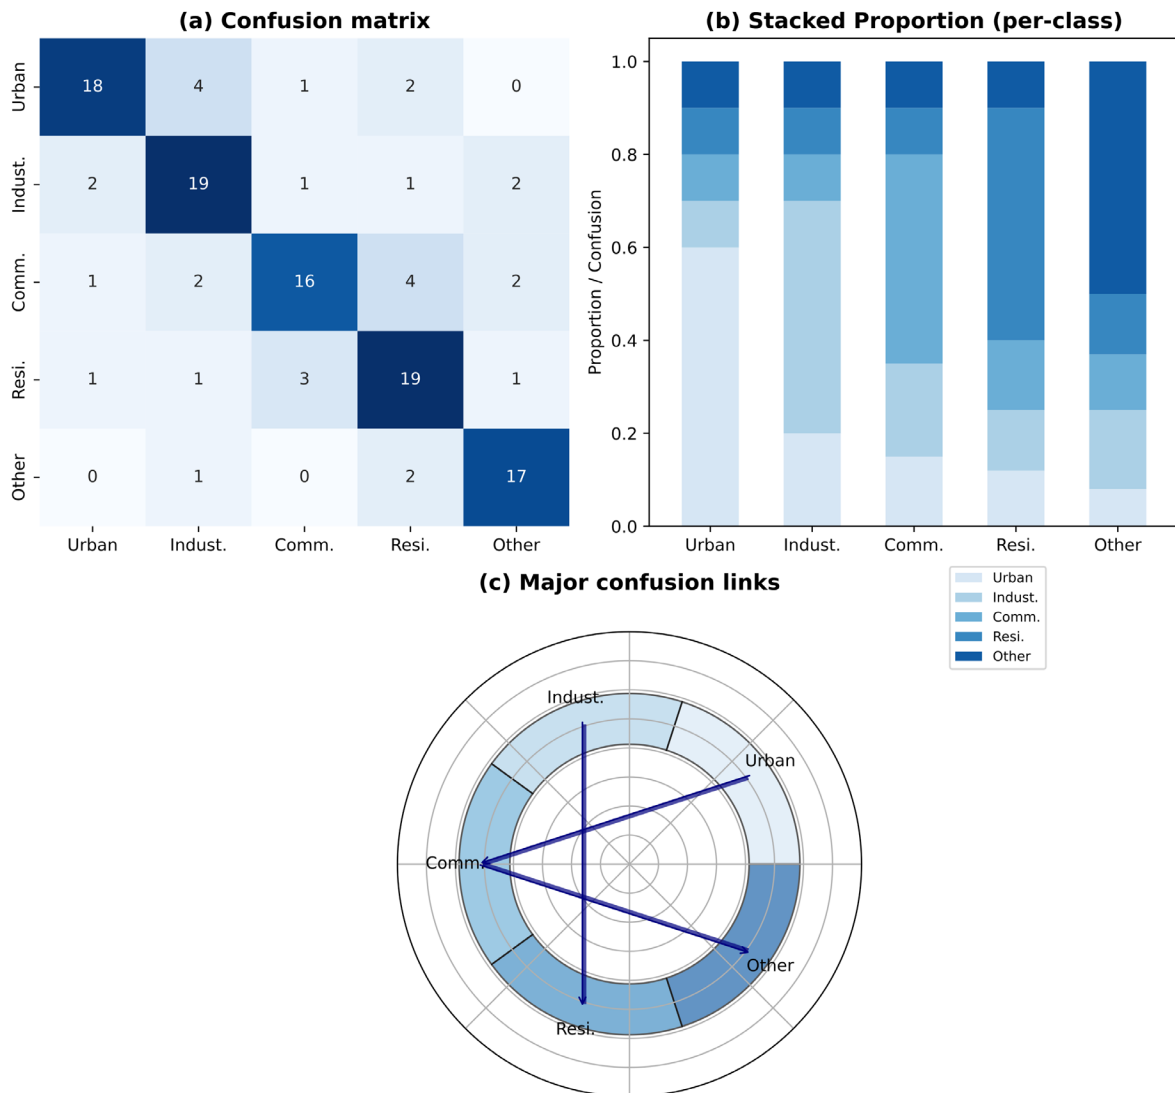 (a) Confusion matrix
Urban 18 4 1 2 0
Indust. 2 19 1 1 2
Comm. 1 2 16 4 2
Resi. 1 1 3 19 1
Other 0 1 0 2 17
Urban Indust. Comm. Resi. Other
(b) Stacked Proportion (per-class)
Proportion / Confusion
1.0
0.8
0.6
0.4
0.2
0.0
Urban Indust. Comm. Resi. Other
Urban
Indust.
Comm.
Resi.
Other
(c) Major confusion links
Indust.
Urban
Comm.
Other
Resi.